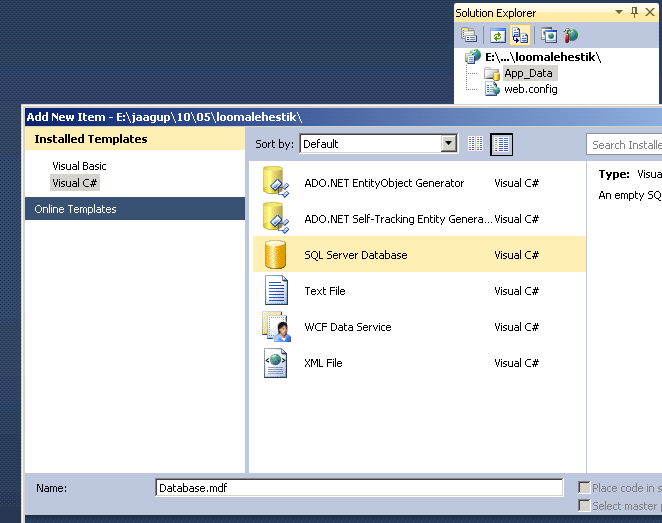 Solution Explorer
E:\...\loomalehestik\
App_Data
web.config
Add New Item - E:\jaagup\10\05\loomalehestik\
Installed Templates
Visual Basic
Visual C#
Online Templates
Sort by: Default
Search Installe
ADO.NET EntityObject Generator Visual C#
ADO.NET Self-Tracking Entity Genera... Visual C#
SQL Server Database Visual C#
Text File Visual C#
WCF Data Service Visual C#
XML File Visual C#
Type: Visua
An empty SQ
Name: Database.mdf
Place code in s
Select master p